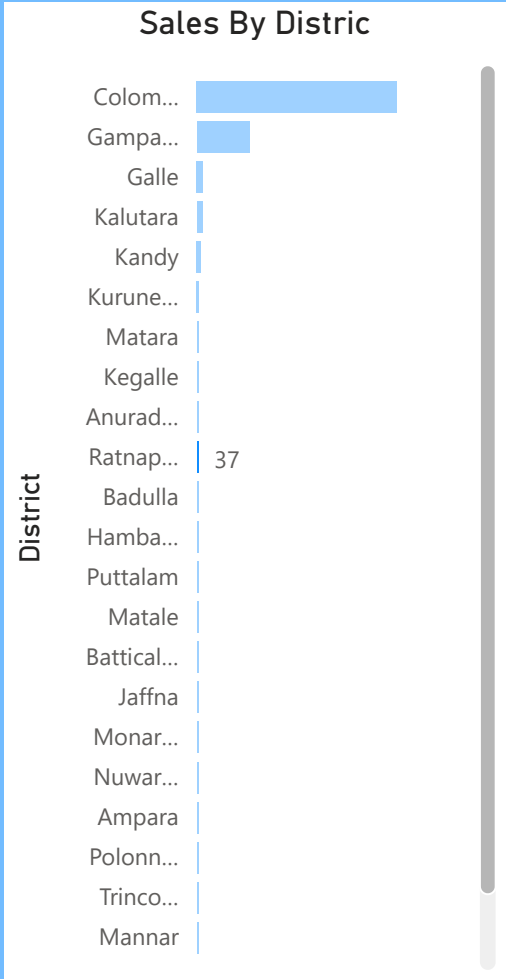 Sales By Distric
Colom...
Gampa...
Galle
Kalutara
Kandy
Kurune...
Matara
Kegalle
Anurad...
Ratnap...
37
Badulla
Hamba...
Puttalam
Matale
Battical...
Jaffna
Monar...
Nuwar...
Ampara
Polonn...
Trinco...
Mannar
District